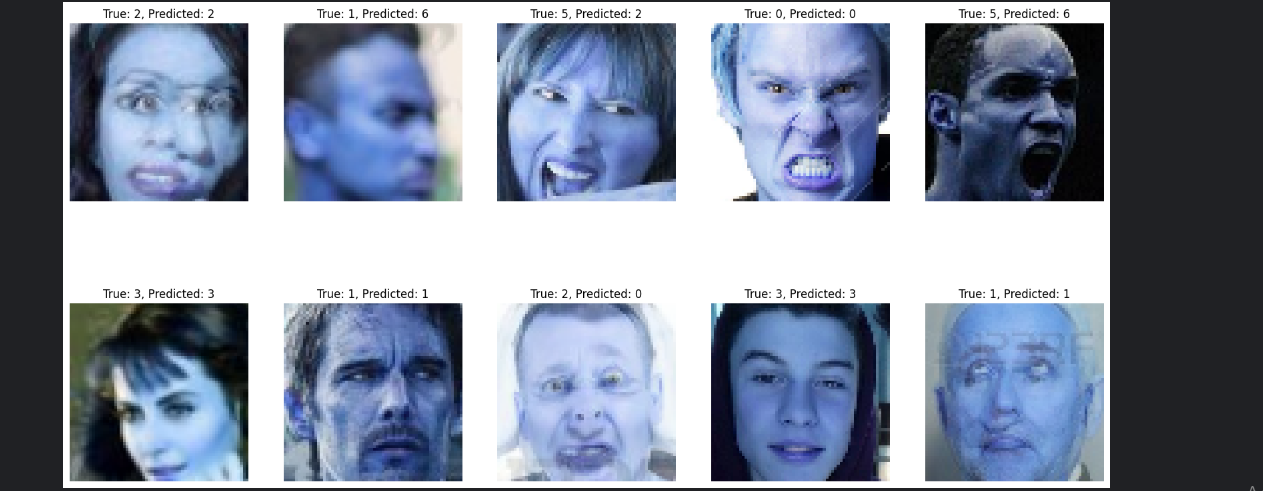 True: 2, Predicted: 2
True: 1, Predicted: 6
True: 5, Predicted: 2
True: 0, Predicted: 0
True: 5, Predicted: 6
True: 3, Predicted: 3
True: 1, Predicted: 1
True: 2, Predicted: 0
True: 3, Predicted: 3
True: 1, Predicted: 1